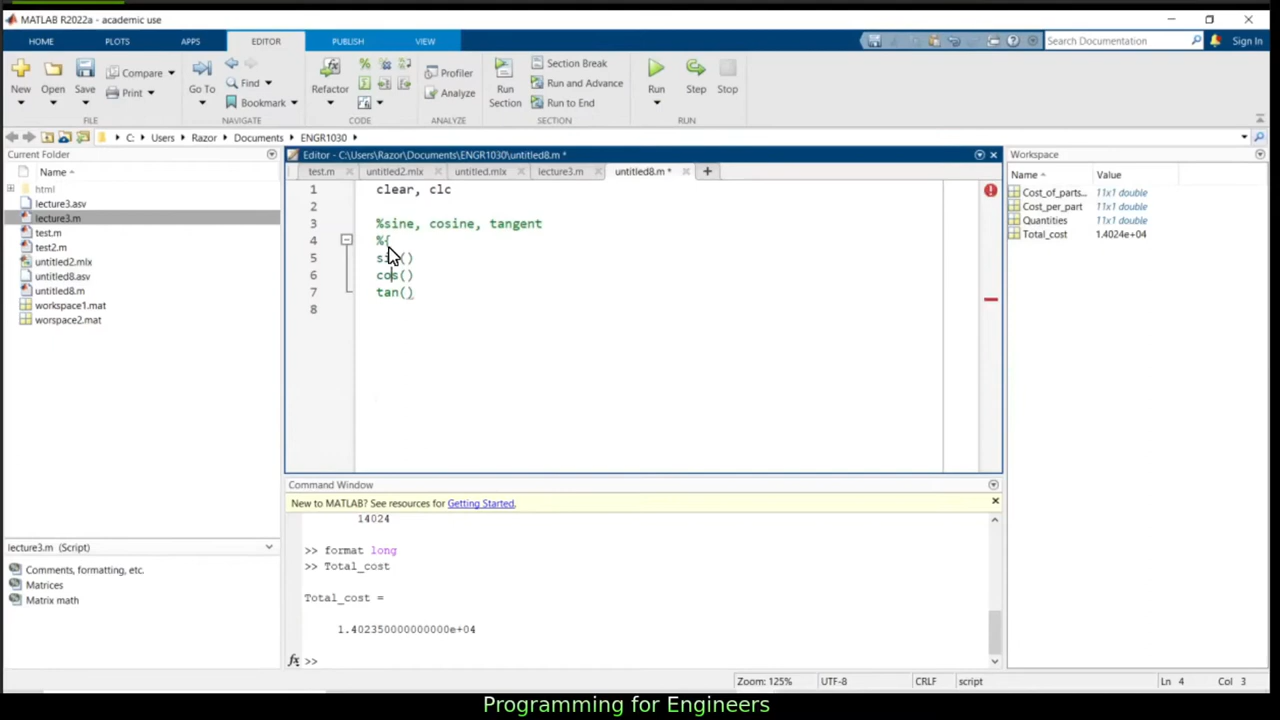 MATLAB R2022a - academic use
HOME PLOTS APPS EDITOR PUBLISH VIEW Search Documentation Sign In
New Open Save Compare Print Go To Find Bookmark Refactor Profiler Analyze Run Section Section Break Run and Advance Run to End Run Step Stop
FILE NAVIGATE CODE ANALYZE SECTION RUN
C: Users Razor Documents ENGR1030
Current Folder
Name
html
lecture3.asv
lecture3.m
test.m
test2.m
untitled2.mlx
untitled8.asv
untitled8.m
workspace1.mat
worspace2.mat
lecture3.m (Script)
Comments, formatting, etc.
Matrices
Matrix math
Editor - C:\Users\Razor\Documents\ENGR1030\untitled8.m *
test.m untitled2.mlx untitled.mlx lecture3.m untitled8.m * +
1 clear, clc
2
3 %sine, cosine, tangent
4 %{
5 sin()
6 cos()
7 tan()
8
Command Window
New to MATLAB? See resources for Getting Started.
14024
>> format long
>> Total_cost
Total_cost =
1.402350000000000e+04
fx >>
Workspace
Name Value
Cost_of_parts... 11x1 double
Cost_per_part 11x1 double
Quantities 11x1 double
Total_cost 1.4024e+04
Zoom: 125% UTF-8 CRLF script Ln 4 Col 3
Programming for Engineers